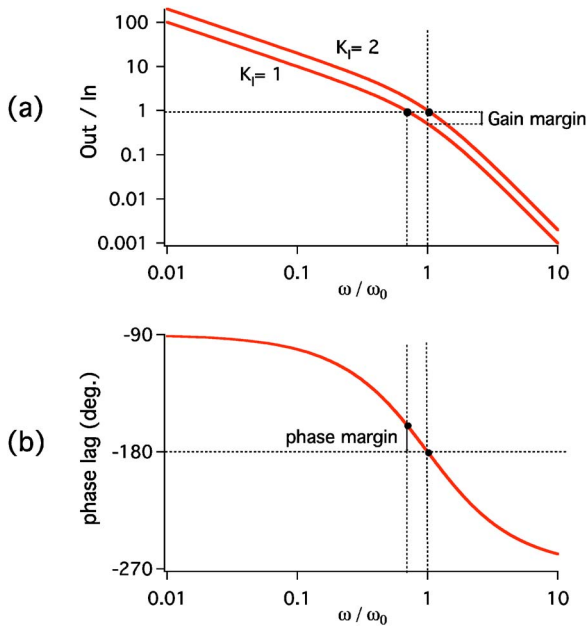 (a)
Out / In
100
10
1
0.1
0.01
0.001
K_I= 2
K_I= 1
Gain margin
0.01
0.1
1
10
ω / ω₀
(b)
phase lag (deg.)
-90
-180
-270
phase margin
0.01
0.1
1
10
ω / ω₀